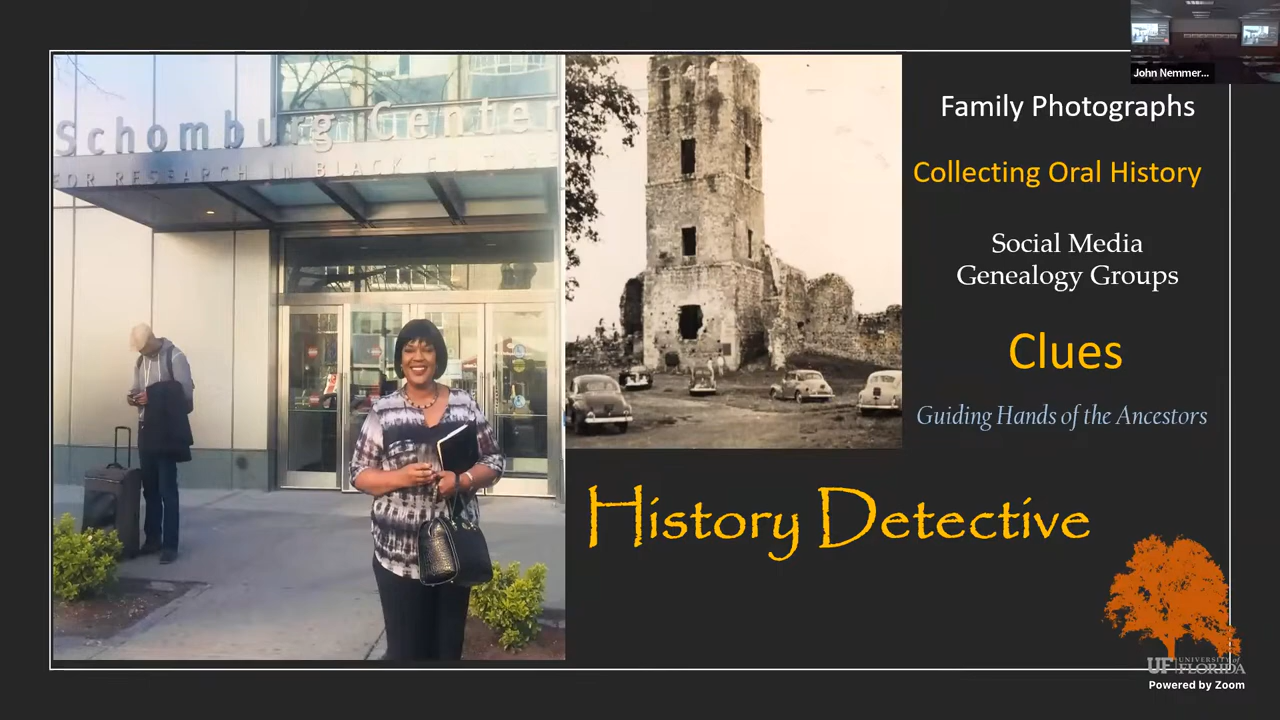 Schomburg Center
FOR RESEARCH IN BLACK CULTURE
John Nemmer...
Family Photographs
Collecting Oral History
Social Media
Genealogy Groups
Clues
Guiding Hands of the Ancestors
History Detective
UF UNIVERSITY of
FLORIDA
Powered by Zoom